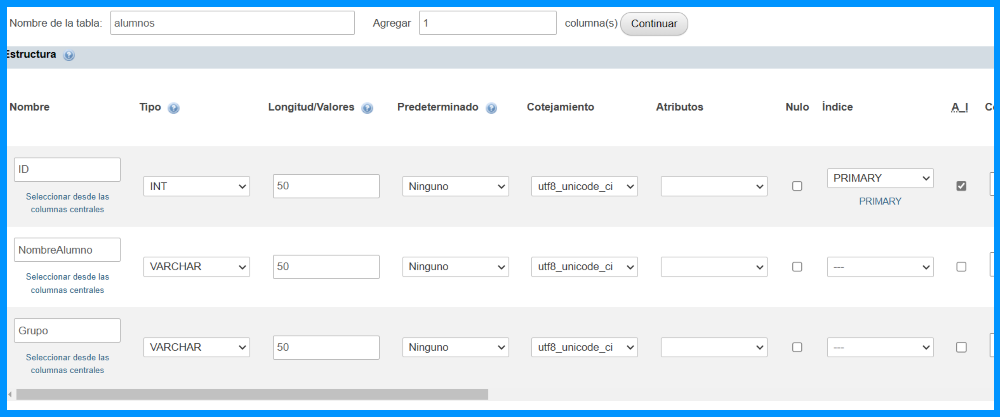 Nombre de la tabla: alumnos Agregar 1 columna(s) Continuar
Estructura
Nombre Tipo Longitud/Valores Predeterminado Cotejamiento Atributos Nulo Índice A_I
ID
Seleccionar desde las
columnas centrales
INT 50 Ninguno utf8_unicode_ci PRIMARY
PRIMARY
NombreAlumno
Seleccionar desde las
columnas centrales
VARCHAR 50 Ninguno utf8_unicode_ci ---
Grupo
Seleccionar desde las
columnas centrales
VARCHAR 50 Ninguno utf8_unicode_ci ---